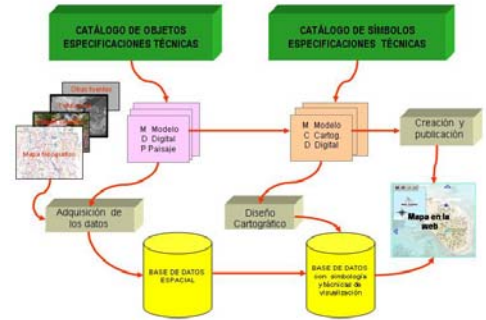 CATÁLOGO DE OBJETOS
ESPECIFICACIONES TÉCNICAS
CATÁLOGO DE SÍMBOLOS
ESPECIFICACIONES TÉCNICAS
Otras fuentes
Mapa topográfico
M Modelo
D Digital
P Paisaje
M Modelo
C Cartog.
D Digital
Creación y
publicación
Adquisición de
los datos
Diseño
Cartográfico
Mapa en la
web
BASE DE DATOS
ESPACIAL
BASE DE DATOS
con simbología
y técnicas de
visualización